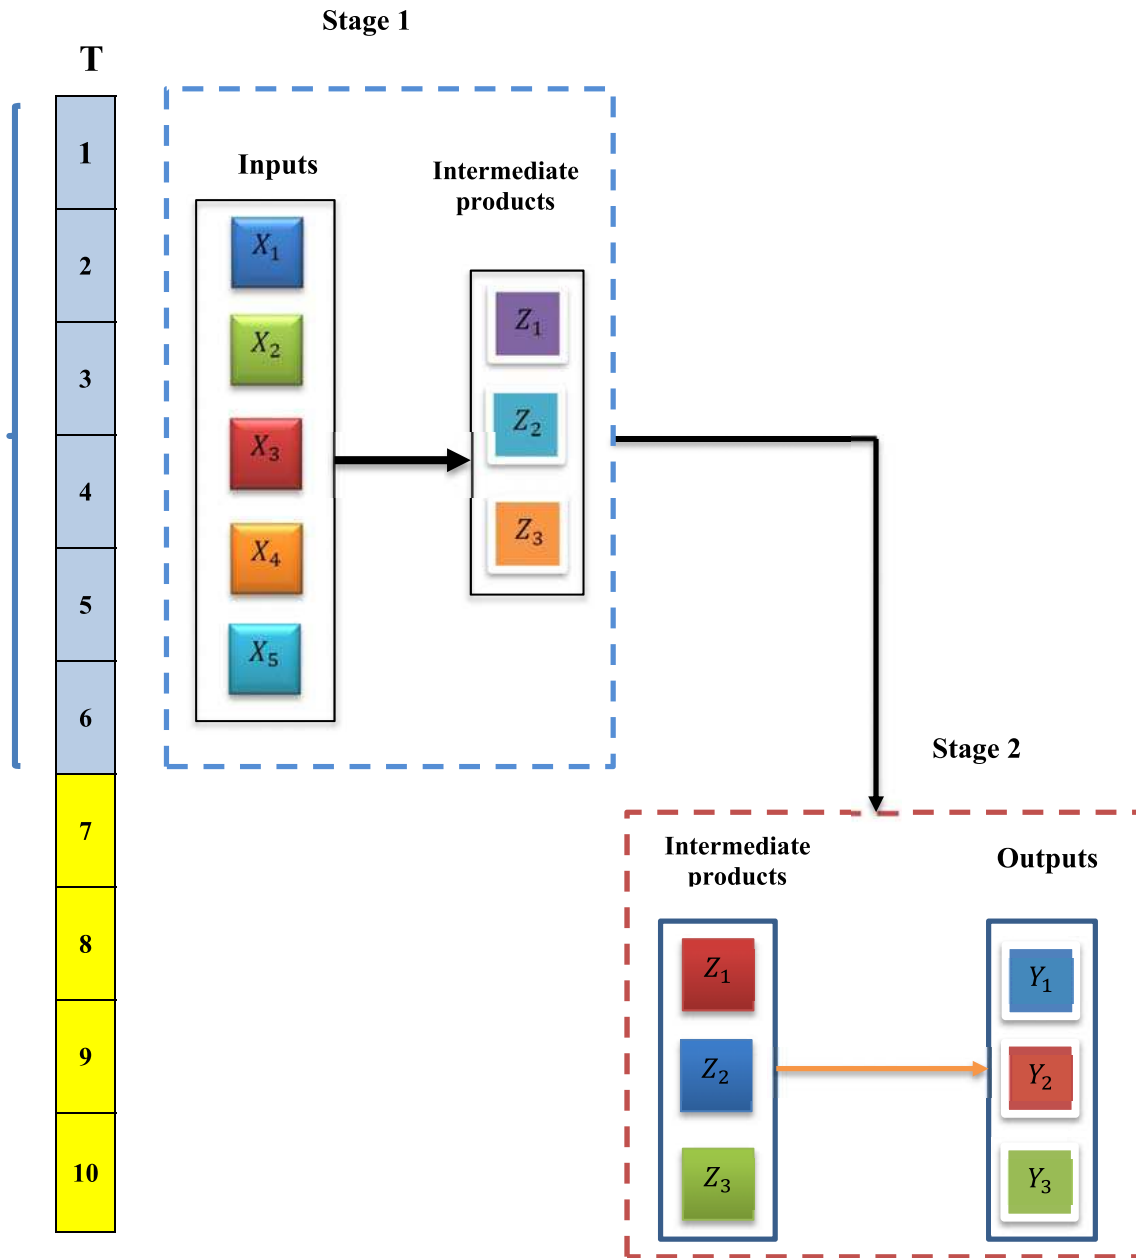 Stage 1
T
1
2
3
4
5
6
7
8
9
10
Inputs
X₁
X₂
X₃
X₄
X₅
Intermediate
products
Z₁
Z₂
Z₃
Stage 2
Intermediate
products
Z₁
Z₂
Z₃
Outputs
Y₁
Y₂
Y₃